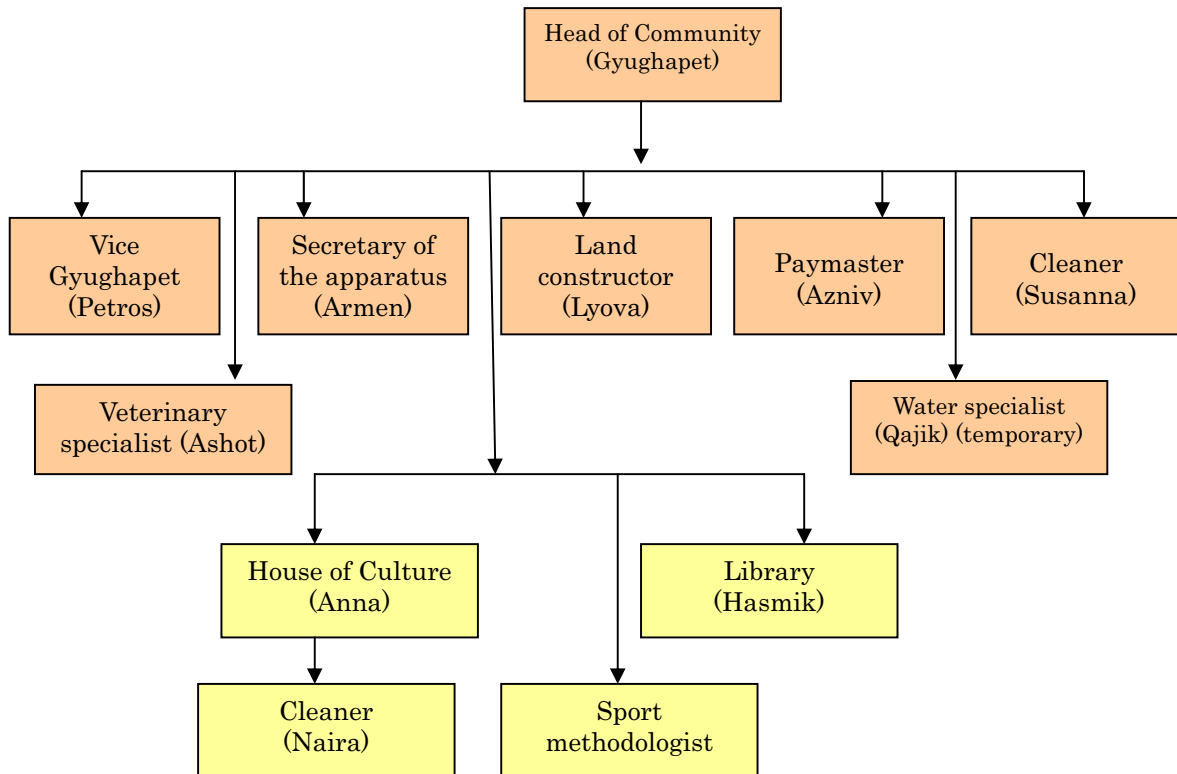 Head of Community
(Gyughapet)
Vice
Gyughapet
(Petros)
Secretary of
the apparatus
(Armen)
Land
constructor
(Lyova)
Paymaster
(Azniv)
Cleaner
(Susanna)
Veterinary
specialist (Ashot)
Water specialist
(Qajik) (temporary)
House of Culture
(Anna)
Library
(Hasmik)
Cleaner
(Naira)
Sport
methodologist